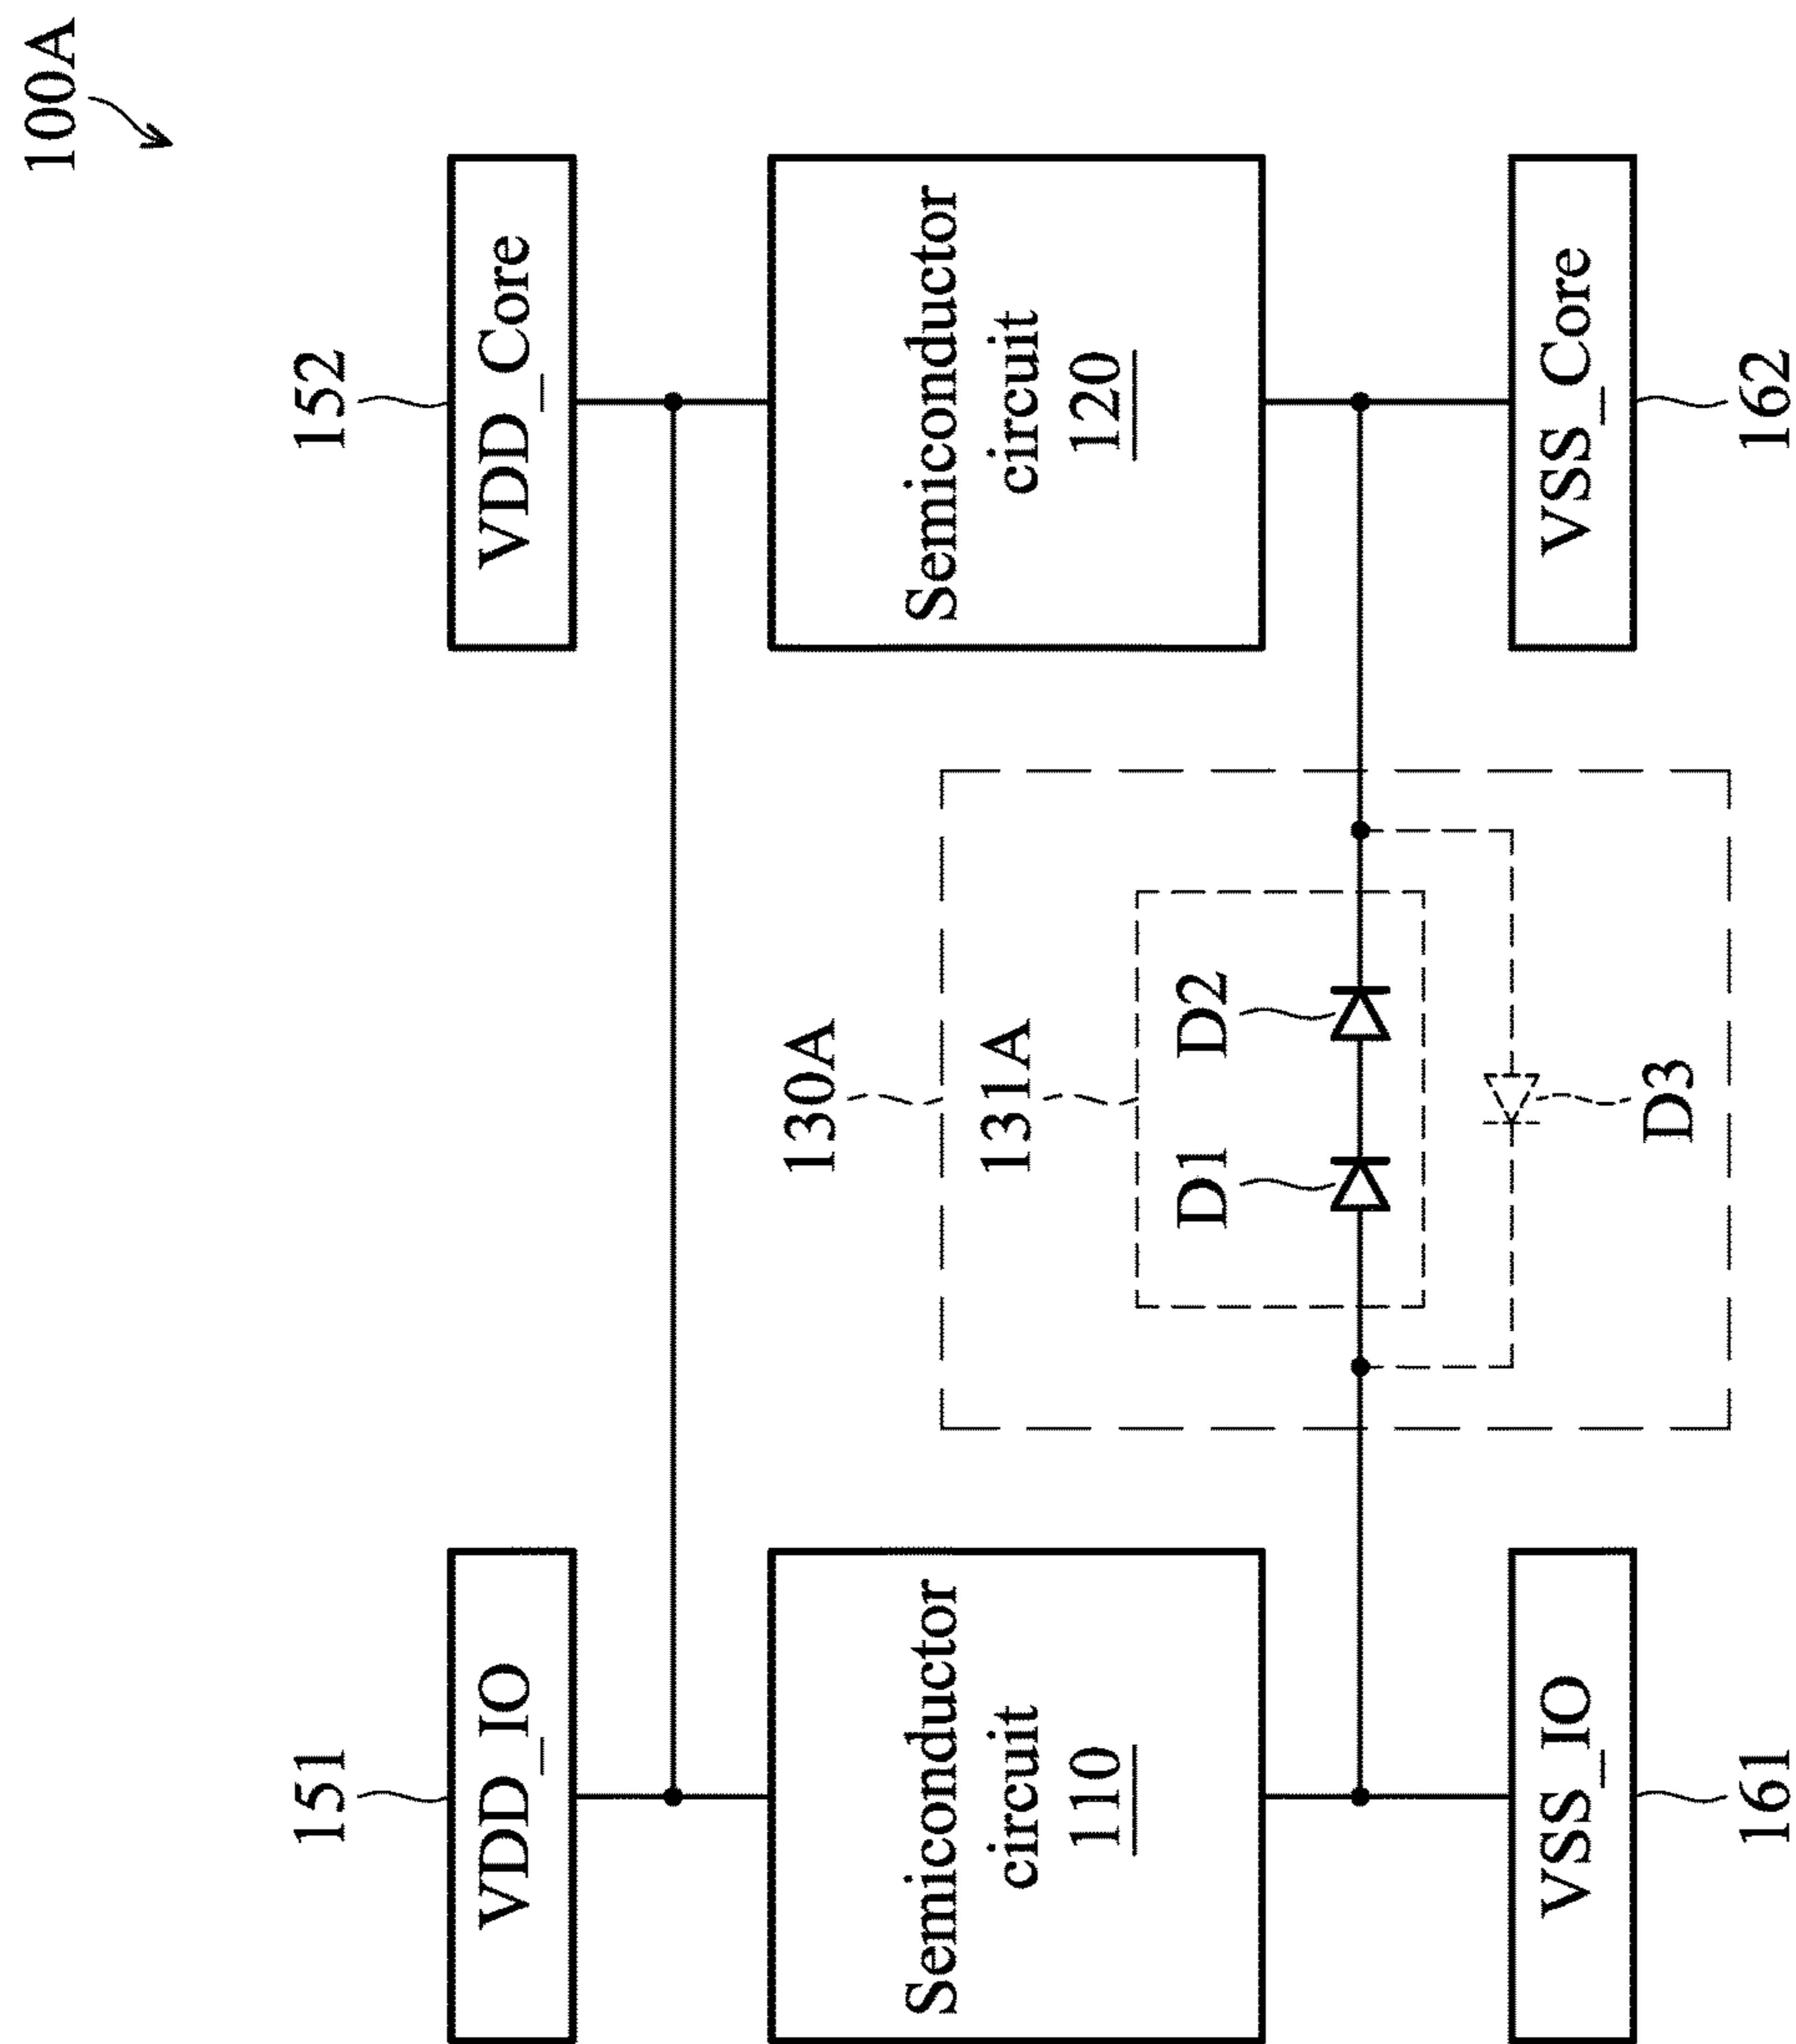 100A
151
152
VDD_IO
VDD_Core
Semiconductor
circuit
110
Semiconductor
circuit
120
130A
131A
D1
D2
D3
VSS_IO
VSS_Core
161
162